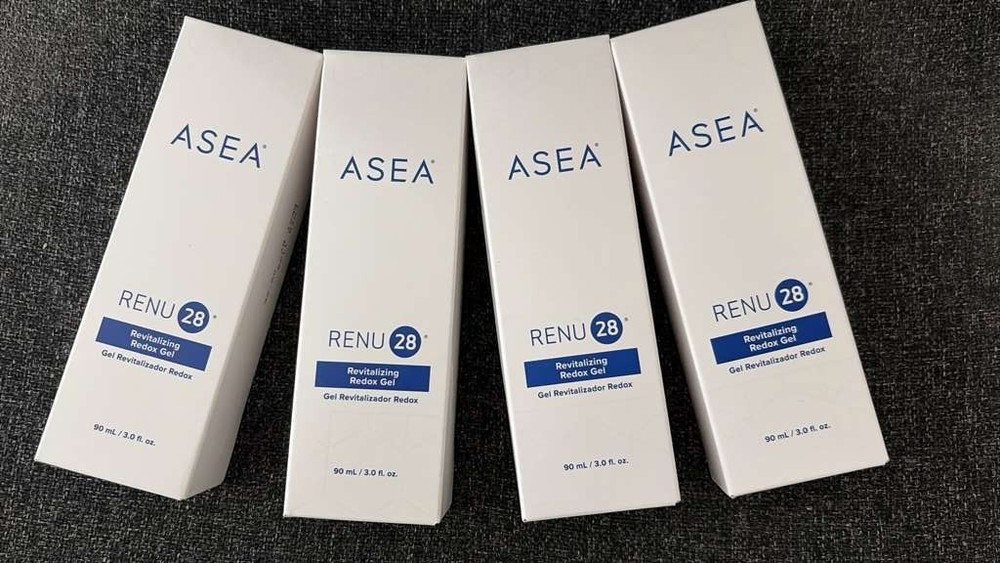 ASEA®
RENU 28®
Revitalizing
Redox Gel
Gel Revitalizador Redox
90 mL / 3.0 fl. oz.
ASEA®
RENU 28®
Revitalizing
Redox Gel
Gel Revitalizador Redox
90 mL / 3.0 fl. oz.
ASEA®
RENU 28®
Revitalizing
Redox Gel
Gel Revitalizador Redox
90 mL / 3.0 fl. oz.
ASEA®
RENU 28®
Revitalizing
Redox Gel
Gel Revitalizador Redox
90 mL / 3.0 fl. oz.